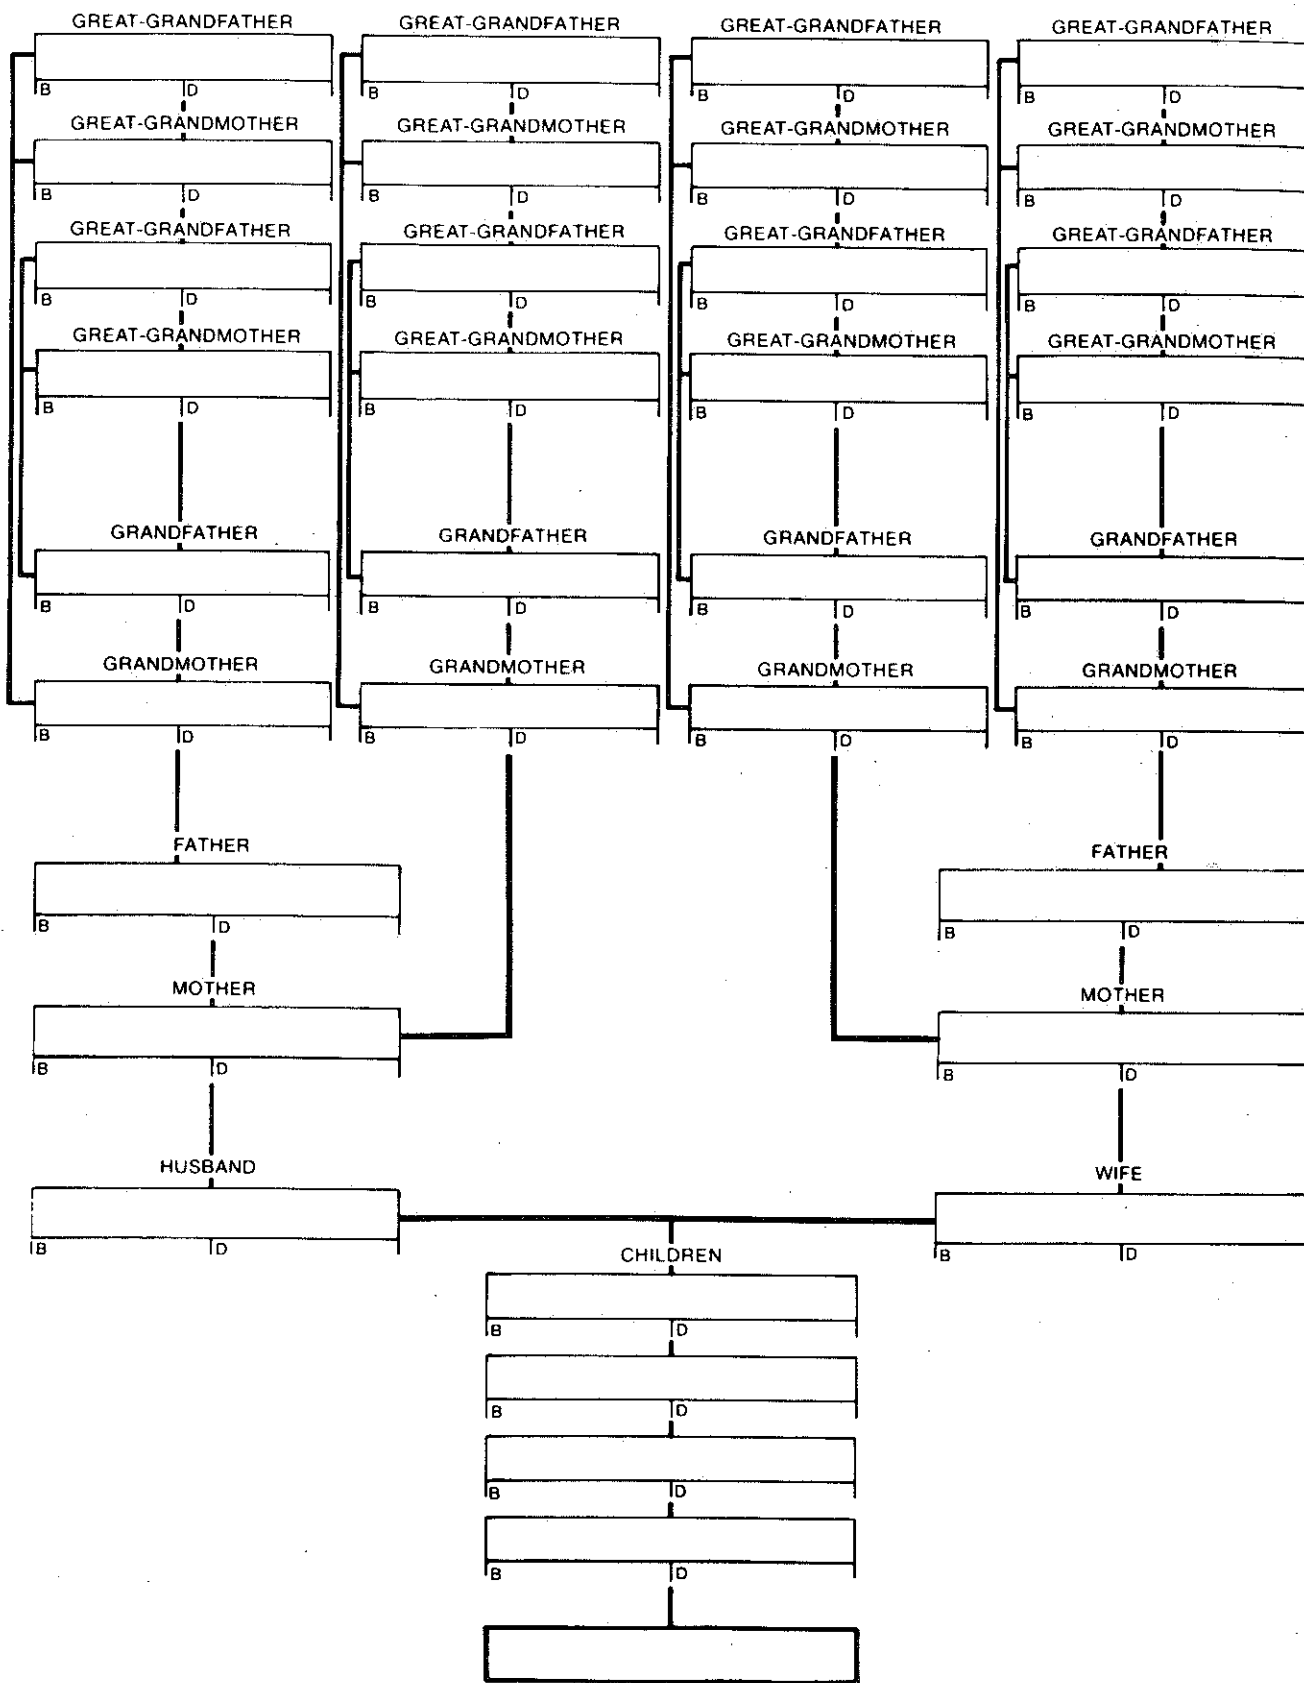 GREAT-GRANDFATHER GREAT-GRANDFATHER GREAT-GRANDFATHER GREAT-GRANDFATHER
B D B D B D B D
GREAT-GRANDMOTHER GREAT-GRANDMOTHER GREAT-GRANDMOTHER GREAT-GRANDMOTHER
B D B D B D B D
GREAT-GRANDFATHER GREAT-GRANDFATHER GREAT-GRANDFATHER GREAT-GRANDFATHER
B D B D B D B D
GREAT-GRANDMOTHER GREAT-GRANDMOTHER GREAT-GRANDMOTHER GREAT-GRANDMOTHER
B D B D B D B D
GRANDFATHER GRANDFATHER GRANDFATHER GRANDFATHER
B D B D B D B D
GRANDMOTHER GRANDMOTHER GRANDMOTHER GRANDMOTHER
B D B D B D B D
FATHER FATHER
B D B D
MOTHER MOTHER
B D B D
HUSBAND WIFE
B D B D
CHILDREN
B D
B D
B D
B D